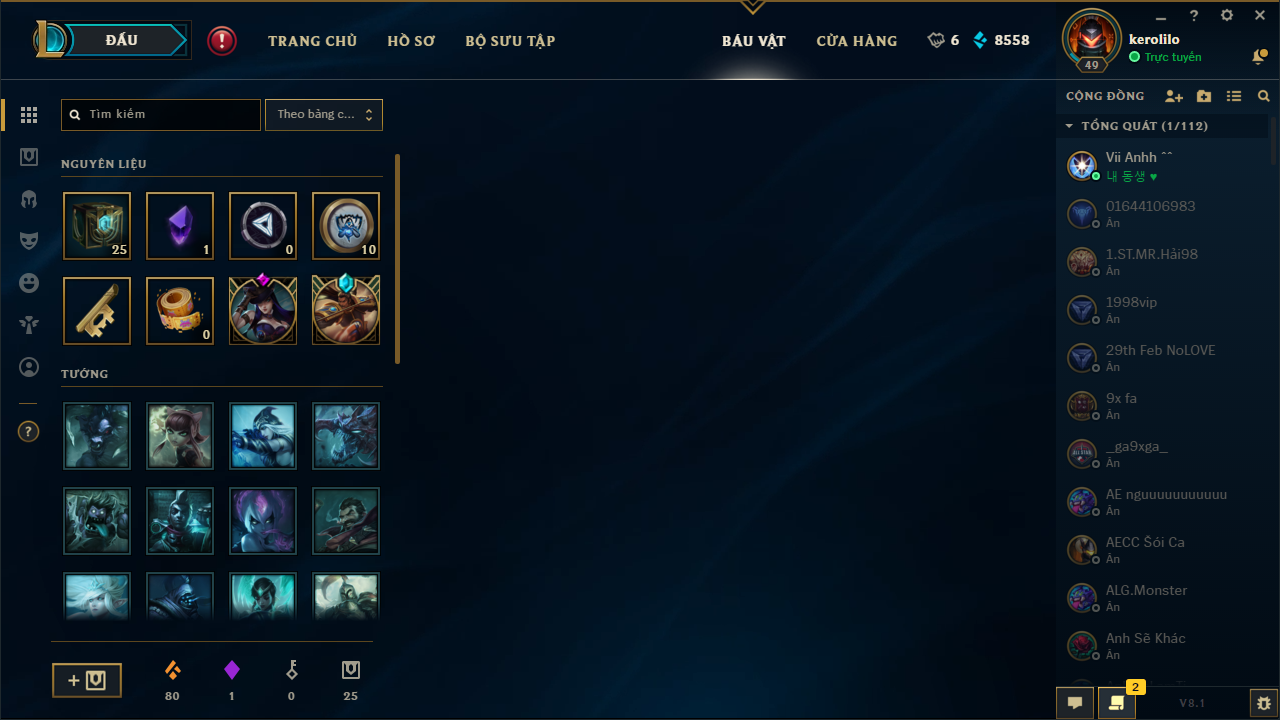 ĐẤU
!
TRANG CHỦ
HỒ SƠ
BỘ SƯU TẬP
BÁU VẬT
CỬA HÀNG
6
8558
?
kerolilo
Trực tuyến
49
Tìm kiếm
Theo bảng c...
NGUYÊN LIỆU
25
1
0
10
0
TƯỚNG
?
80
1
0
25
CỘNG ĐỒNG
TỔNG QUÁT (1/112)
Vii Anhh ^^
내 동생 ♥
01644106983
Ẩn
1.ST.MR.Hải98
Ẩn
1998vip
Ẩn
29th Feb NoLOVE
Ẩn
9x fa
Ẩn
_ga9xga_
Ẩn
AE nguuuuuuuuuuu
Ẩn
AECC Šói Ca
Ẩn
ALG.Monster
Ẩn
Anh Sẽ Khác
Ẩn
2
V8.1